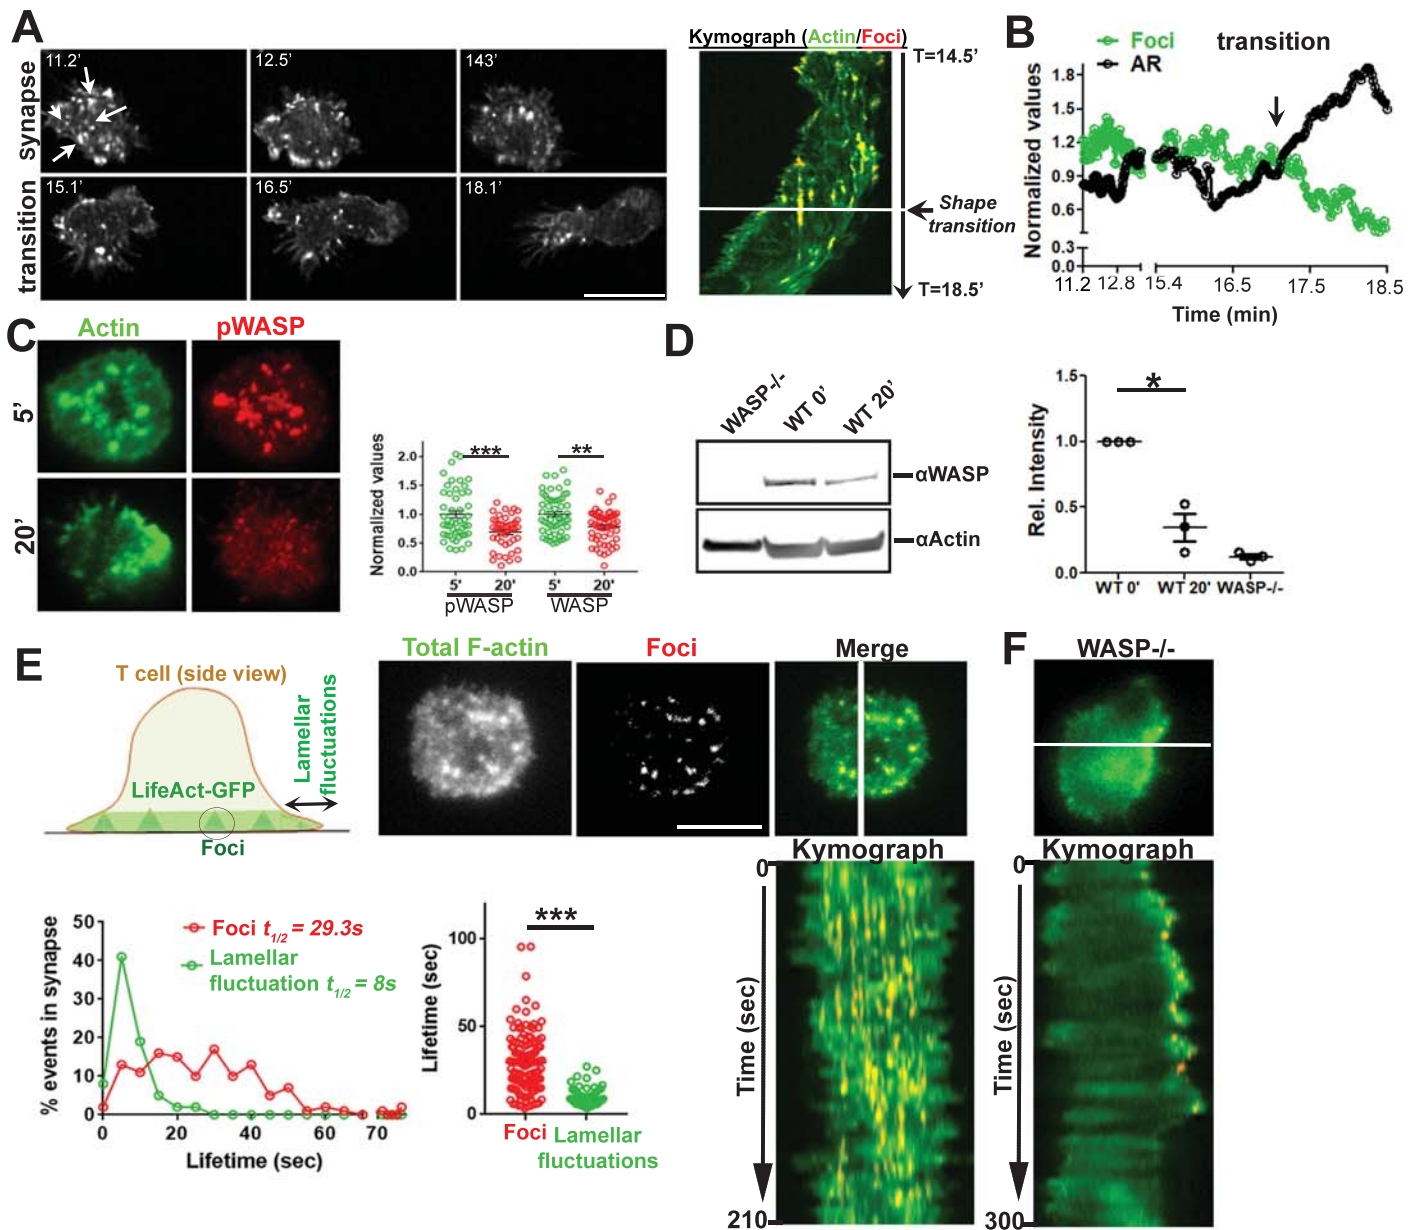 A
synapse
transition
11.2’
12.5’
143’
15.1’
16.5’
18.1’
Kymograph (Actin/Foci)
T=14.5’
Shape
transition
T=18.5’
B
Foci
AR
transition
Normalized values
1.8
1.5
1.2
0.9
0.6
0.3
0.0
11.2
12.8
15.4
16.5
17.5
18.5
Time (min)
C
Actin
pWASP
5’
20’
Normalized values
2.0
1.5
1.0
0.5
0.0
***
**
5'
20'
5'
20'
pWASP
WASP
D
WASP-/-
WT 0’
WT 20’
αWASP
αActin
Rel. Intensity
1.5
1.0
0.5
0.0
*
WT 0'
WT 20'
WASP-/-
E
T cell (side view)
Lamellar
fluctuations
LifeAct-GFP
Foci
Total F-actin
Foci
Merge
Kymograph
0
Time (sec)
210
% events in synapse
50
40
30
20
10
0
Foci t1/2 = 29.3s
Lamellar
fluctuation t1/2 = 8s
0
20
40
60
70
Lifetime (sec)
Lifetime (sec)
100
50
0
***
Foci
Lamellar
fluctuations
F
WASP-/-
Kymograph
0
Time (sec)
300